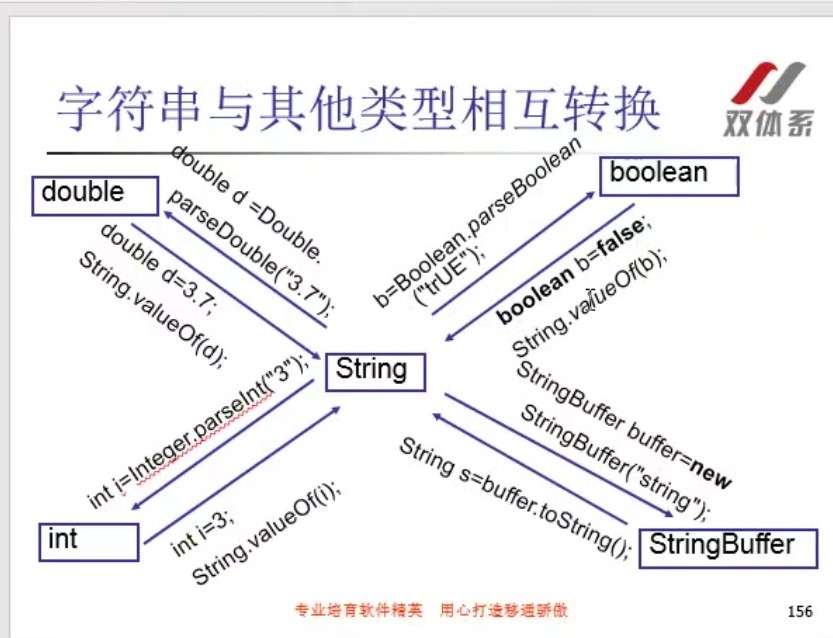 字符串与其他类型相互转换
双体系
double
boolean
double d =Double.
parseDouble("3.7");
double d=3.7;
String.valueOf(d);
b=Boolean.parseBoolean
("trUE");
boolean b=false;
String.valueOf(b);
String
int i=Integer.parseInt("3");
int i=3;
String.valueOf(i);
StringBuffer buffer=new
StringBuffer("string");
String s=buffer.toString();
int
StringBuffer
专业培育软件精英 用心打造移通骄傲
156